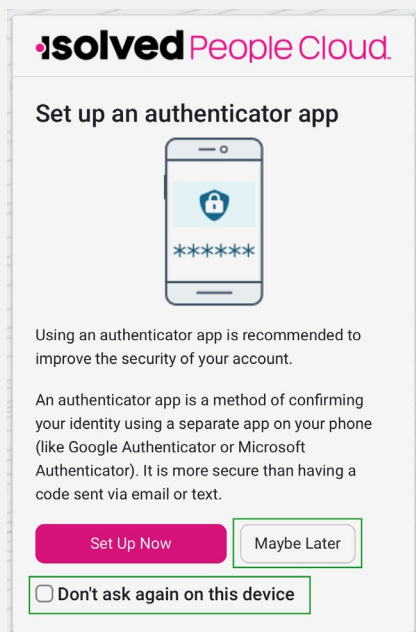 isolved People Cloud
Set up an authenticator app
******
Using an authenticator app is recommended to
improve the security of your account.
An authenticator app is a method of confirming
your identity using a separate app on your phone
(like Google Authenticator or Microsoft
Authenticator). It is more secure than having a
code sent via email or text.
Set Up Now
Maybe Later
Don't ask again on this device